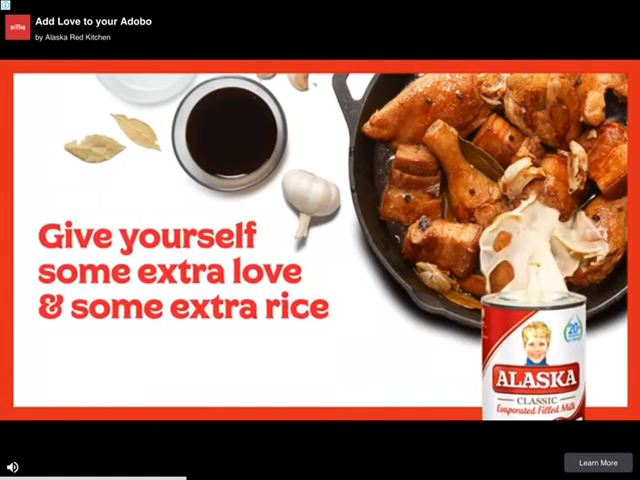 Add Love to your Adobo
by Alaska Red Kitchen
Give yourself
some extra love
& some extra rice
20+
ALASKA
CLASSIC
Evaporated Filled Milk
Learn More